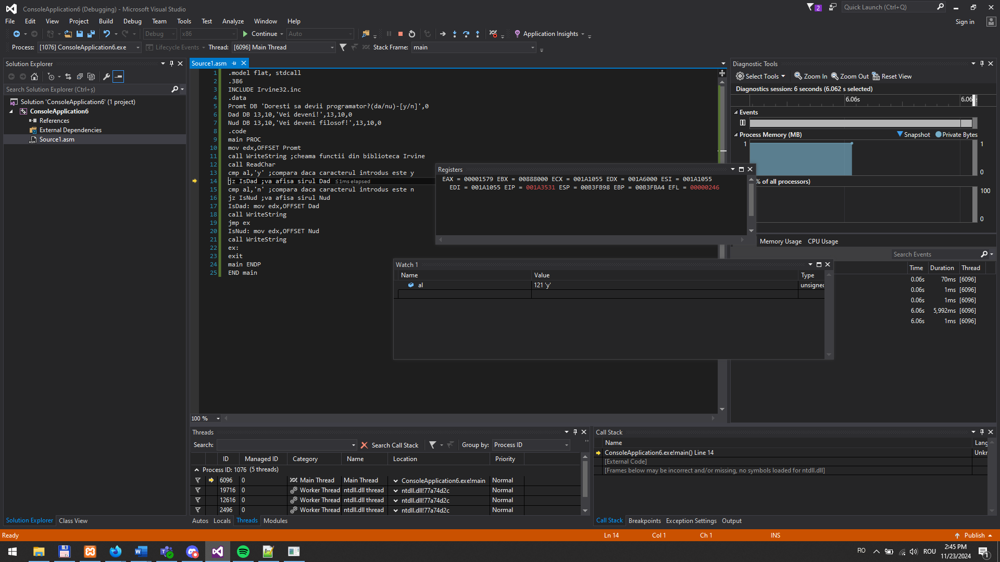 ConsoleApplication6 (Debugging) - Microsoft Visual Studio
2
Quick Launch (Ctrl+Q)
File Edit View Project Build Debug Team Tools Test Analyze Window Help
Sign in
Debug x86 Continue Auto Application Insights
Process: [1076] ConsoleApplication6.exe Lifecycle Events Thread: [6096] Main Thread Stack Frame: main
Solution Explorer
Search Solution Explorer (Ctrl+ş)
Solution 'ConsoleApplication6' (1 project)
ConsoleApplication6
References
External Dependencies
Source1.asm
Solution Explorer Class View
Source1.asm
1 .model flat, stdcall
2 .386
3 INCLUDE Irvine32.inc
4 .data
5 Promt DB 'Doresti sa devii programator?(da/nu)-[y/n]',0
6 Dad DB 13,10,'Vei deveni!',13,10,0
7 Nud DB 13,10,'Vei deveni filosof!',13,10,0
8 .code
9 main PROC
10 mov edx,OFFSET Promt
11 call WriteString ;cheama functii din biblioteca Irvine
12 call ReadChar
13 cmp al,'y' ;compara daca caracterul introdus este y
14 jz IsDad ;va afisa sirul Dad ≤1ms elapsed
15 cmp al,'n' ;compara daca caracterul introdus este n
16 jz IsNud ;va afisa sirul Nud
17 IsDad: mov edx,OFFSET Dad
18 call WriteString
19 jmp ex
20 IsNud: mov edx,OFFSET Nud
21 call WriteString
22 ex:
23 exit
24 main ENDP
25 END main
100 %
Registers
EAX = 00001579 EBX = 00888000 ECX = 001A1055 EDX = 001A6000 ESI = 001A1055
EDI = 001A1055 EIP = 001A3531 ESP = 00B3FB98 EBP = 00B3FBA4 EFL = 00000246
Watch 1
Name Value Type
al 121 'y' unsigned
Diagnostic Tools
Select Tools Zoom In Zoom Out Reset View
Diagnostics session: 6 seconds (6.062 s selected)
6.06s 6.06s
Events
Process Memory (MB) Snapshot Private Bytes
1 1
0
% of all processors)
100
0
Memory Usage CPU Usage
Search Events
Time Duration Thread
0.06s 70ms [6096]
0.06s 1ms [6096]
0.06s 1ms [6096]
6.06s 5,992ms [6096]
6.06s 1ms [6096]
Threads
Search: Search Call Stack Group by: Process ID
ID Managed ID Category Name Location Priority
Process ID: 1076 (5 threads)
6096 0 Main Thread Main Thread ConsoleApplication6.exe!main Normal
19716 0 Worker Thread ntdll.dll thread ntdll.dll!77a74d2c Normal
12616 0 Worker Thread ntdll.dll thread ntdll.dll!77a74d2c Normal
2496 0 Worker Thread ntdll.dll thread ntdll.dll!77a74d2c Normal
Autos Locals Threads Modules
Call Stack
Name Lang
ConsoleApplication6.exe!main() Line 14 Unkr
[External Code]
[Frames below may be incorrect and/or missing, no symbols loaded for ntdll.dll]
Call Stack Breakpoints Exception Settings Output
Ready Ln 14 Col 1 Ch 1 INS Publish
RO ROU 2:45 PM
11/23/2024
1